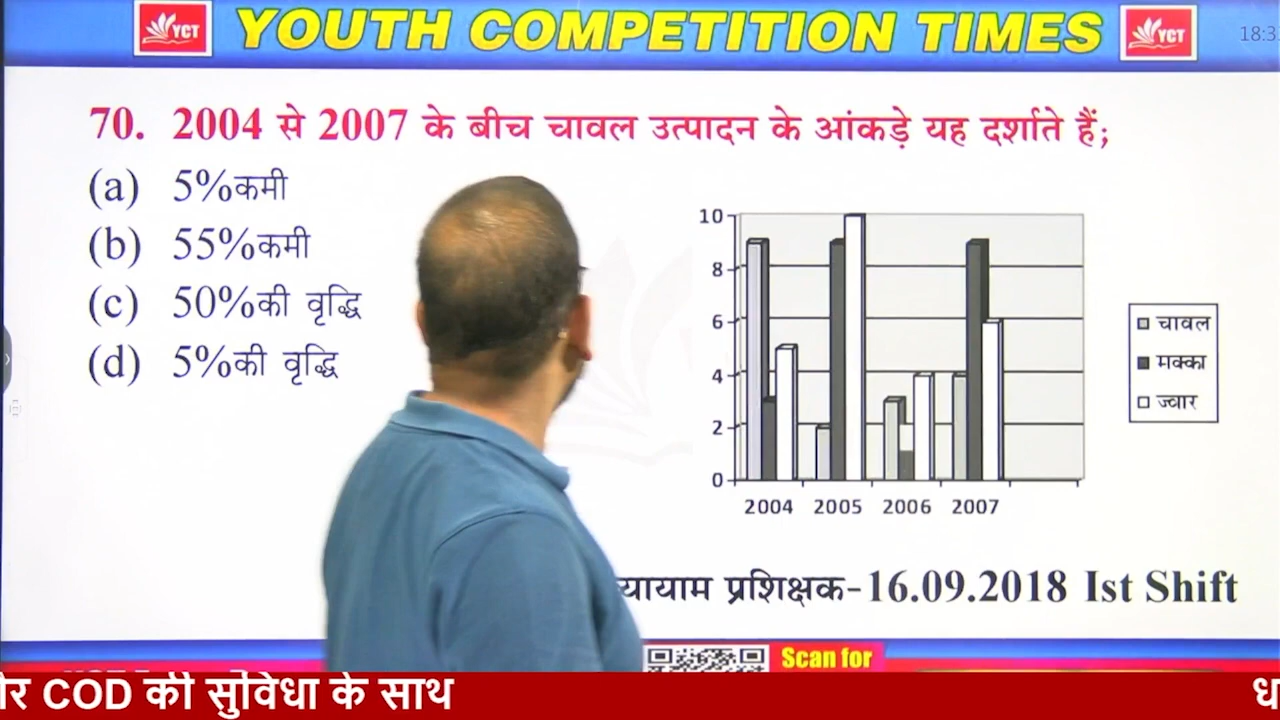 YCT
YOUTH COMPETITION TIMES
YCT
70. 2004 से 2007 के बीच चावल उत्पादन के आंकड़े यह दर्शाते हैं;
(a) 5%कमी
(b) 55%कमी
(c) 50%की वृद्धि
(d) 5%की वृद्धि
10
8
6
4
2
0
2004 2005 2006 2007
चावल
मक्का
ज्वार
प्रशिक्षक-16.09.2018 Ist Shift
Scan for
COD की सुविधा के साथ